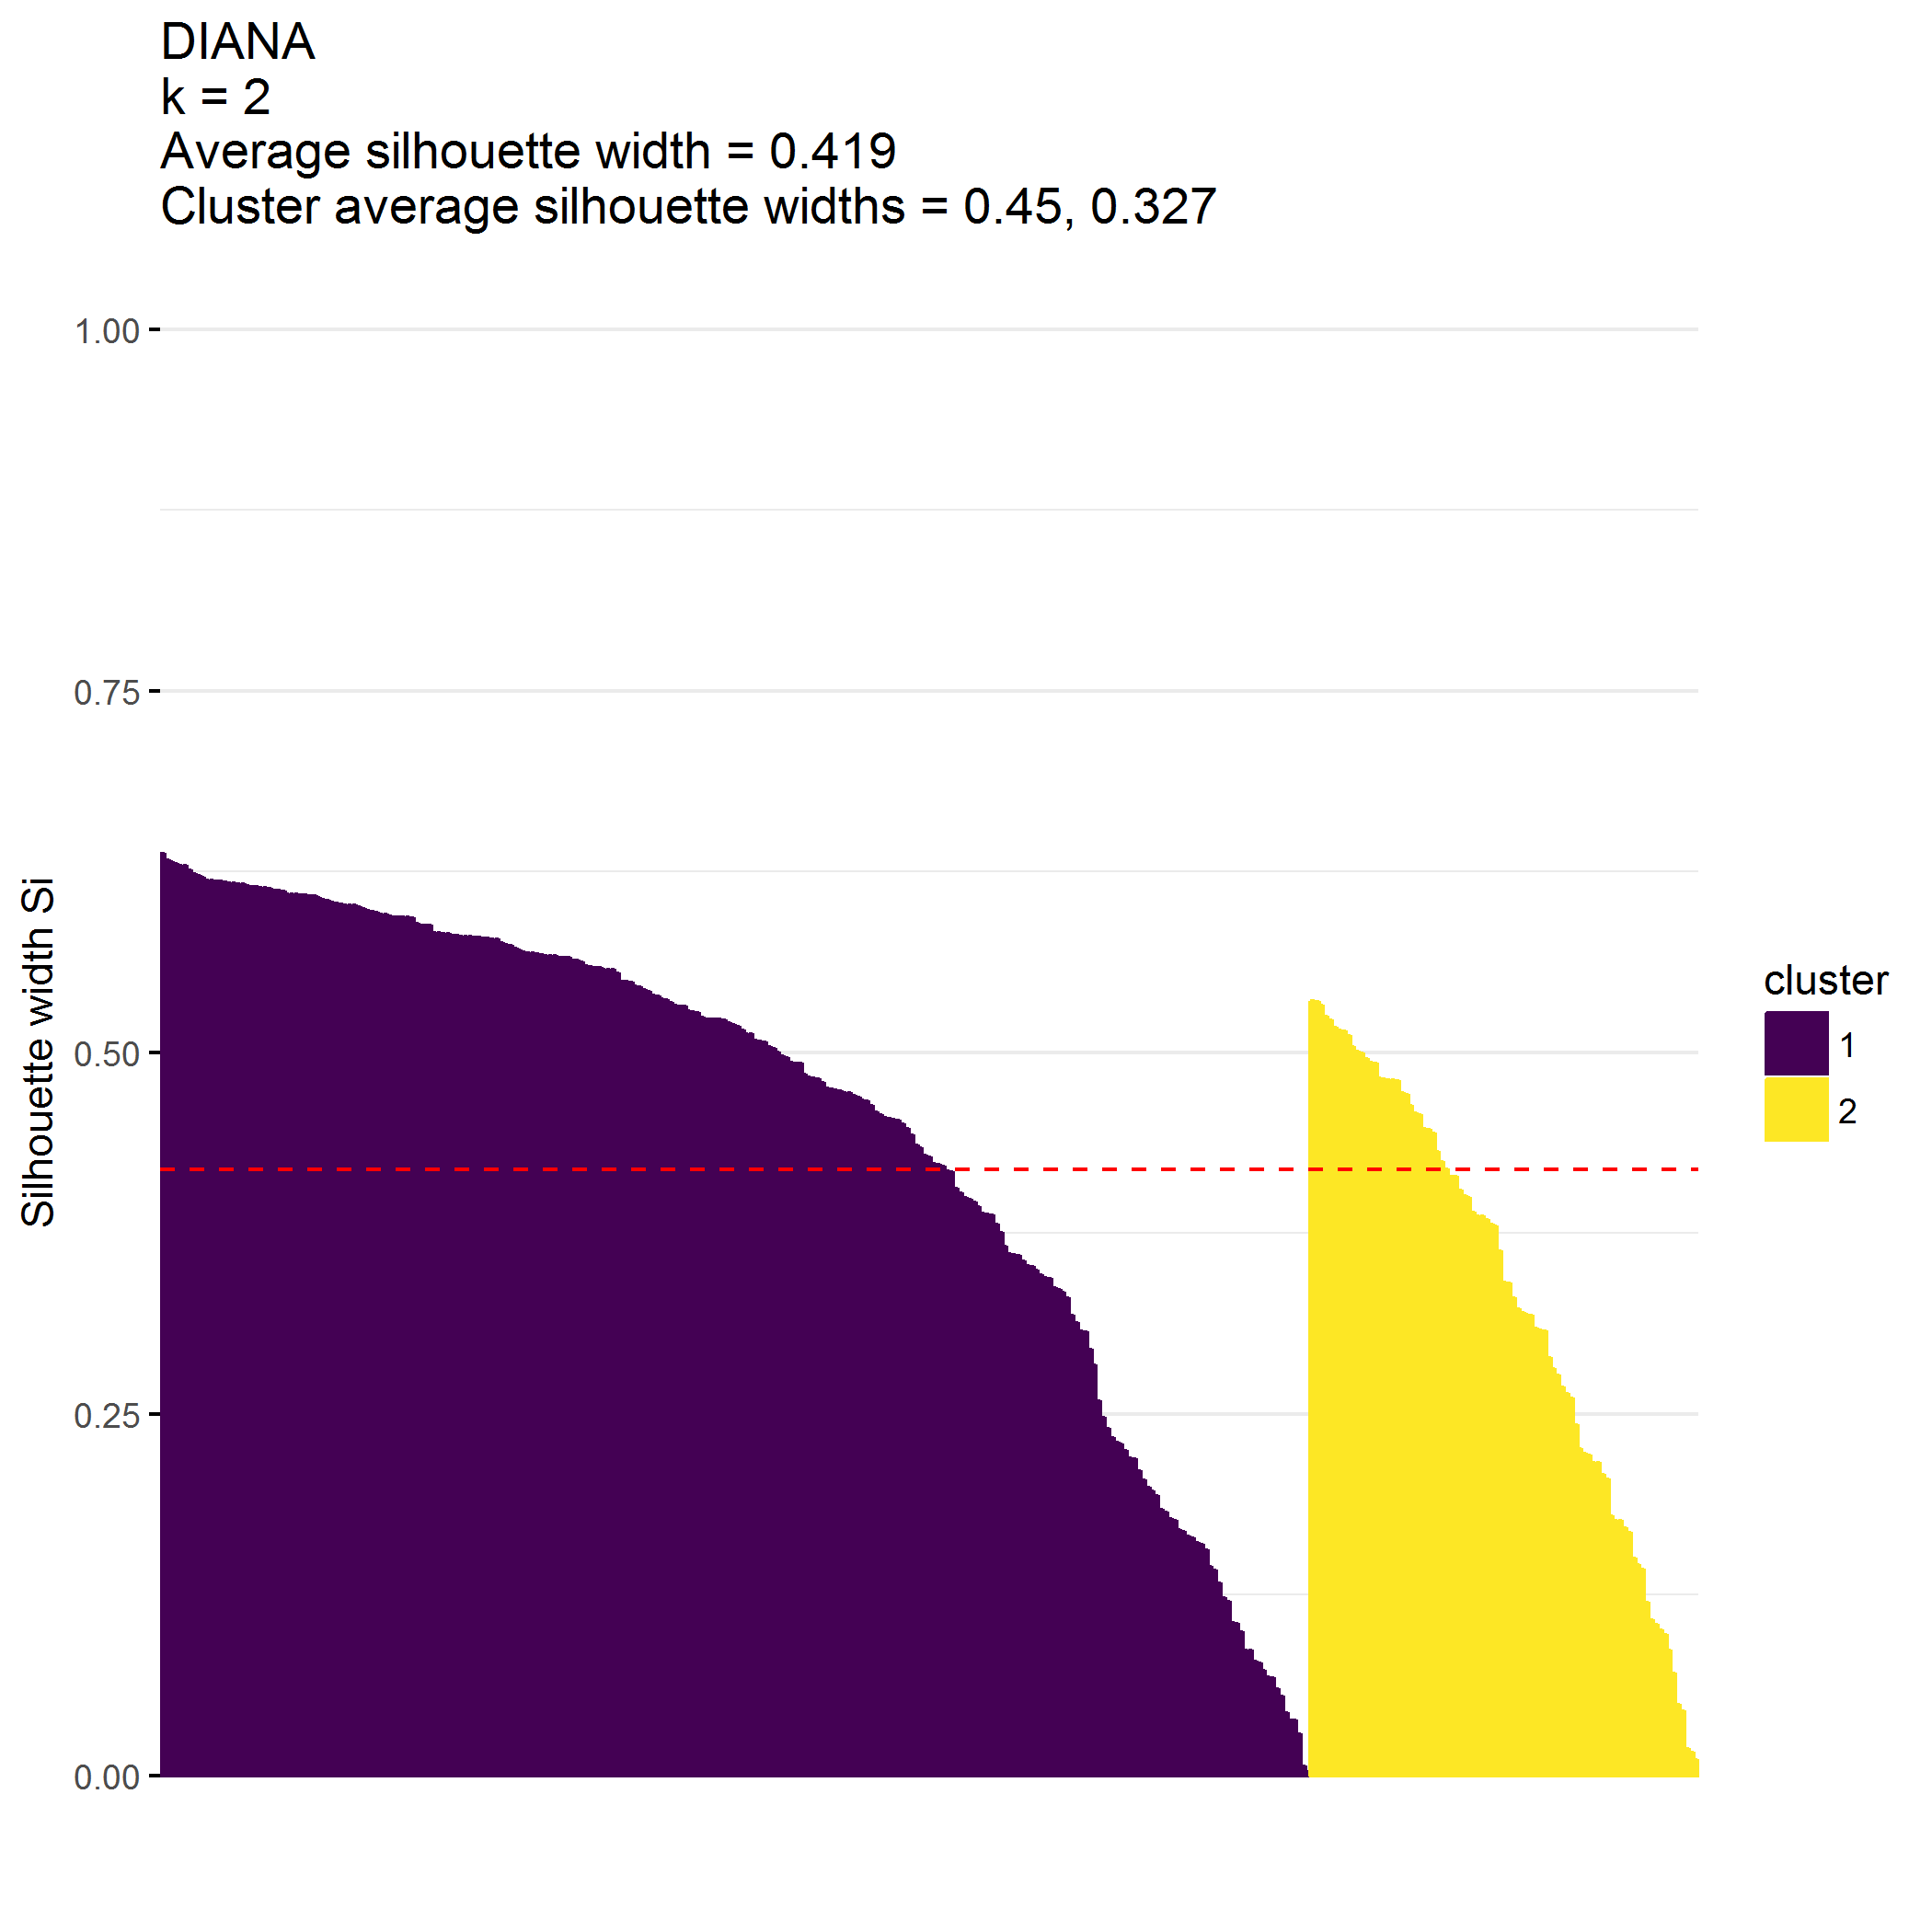 DIANA
k = 2
Average silhouette width = 0.419
Cluster average silhouette widths = 0.45, 0.327
1.00
0.75
0.50
0.25
0.00
Silhouette width Si
cluster
1
2